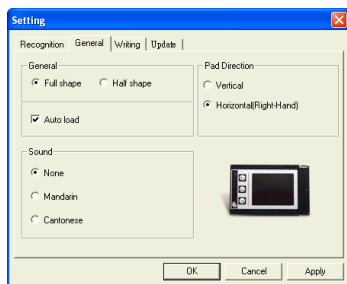 Setting
Recognition General Writing Update
General
Full shape Half shape
Auto load
Pad Direction
Vertical
Horizontal(Right-Hand)
Sound
None
Mandarin
Cantonese
OK Cancel Apply